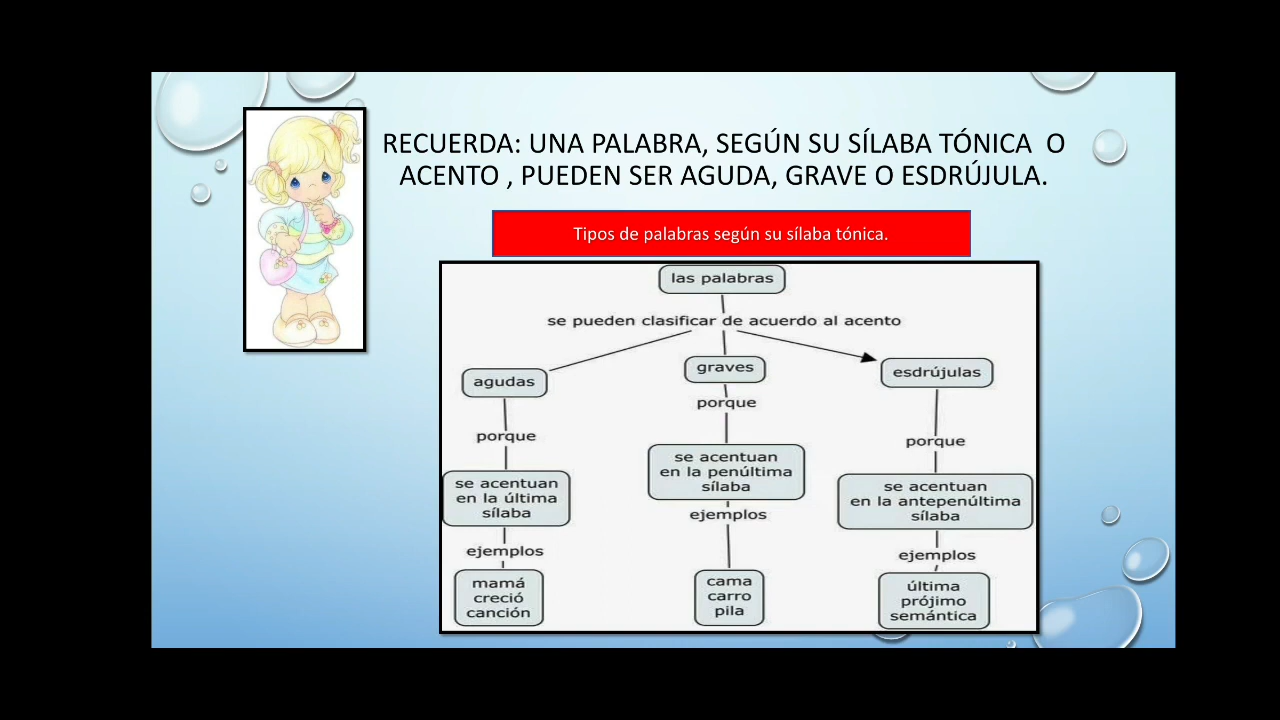 RECUERDA: UNA PALABRA, SEGÚN SU SÍLABA TÓNICA O
ACENTO , PUEDEN SER AGUDA, GRAVE O ESDRÚJULA.
Tipos de palabras según su sílaba tónica.
las palabras
se pueden clasificar de acuerdo al acento
agudas
porque
se acentuan
en la última
sílaba
ejemplos
mamá
creció
canción
graves
porque
se acentuan
en la penúltima
sílaba
ejemplos
cama
carro
pila
esdrújulas
porque
se acentuan
en la antepenúltima
sílaba
ejemplos
última
prójimo
semántica